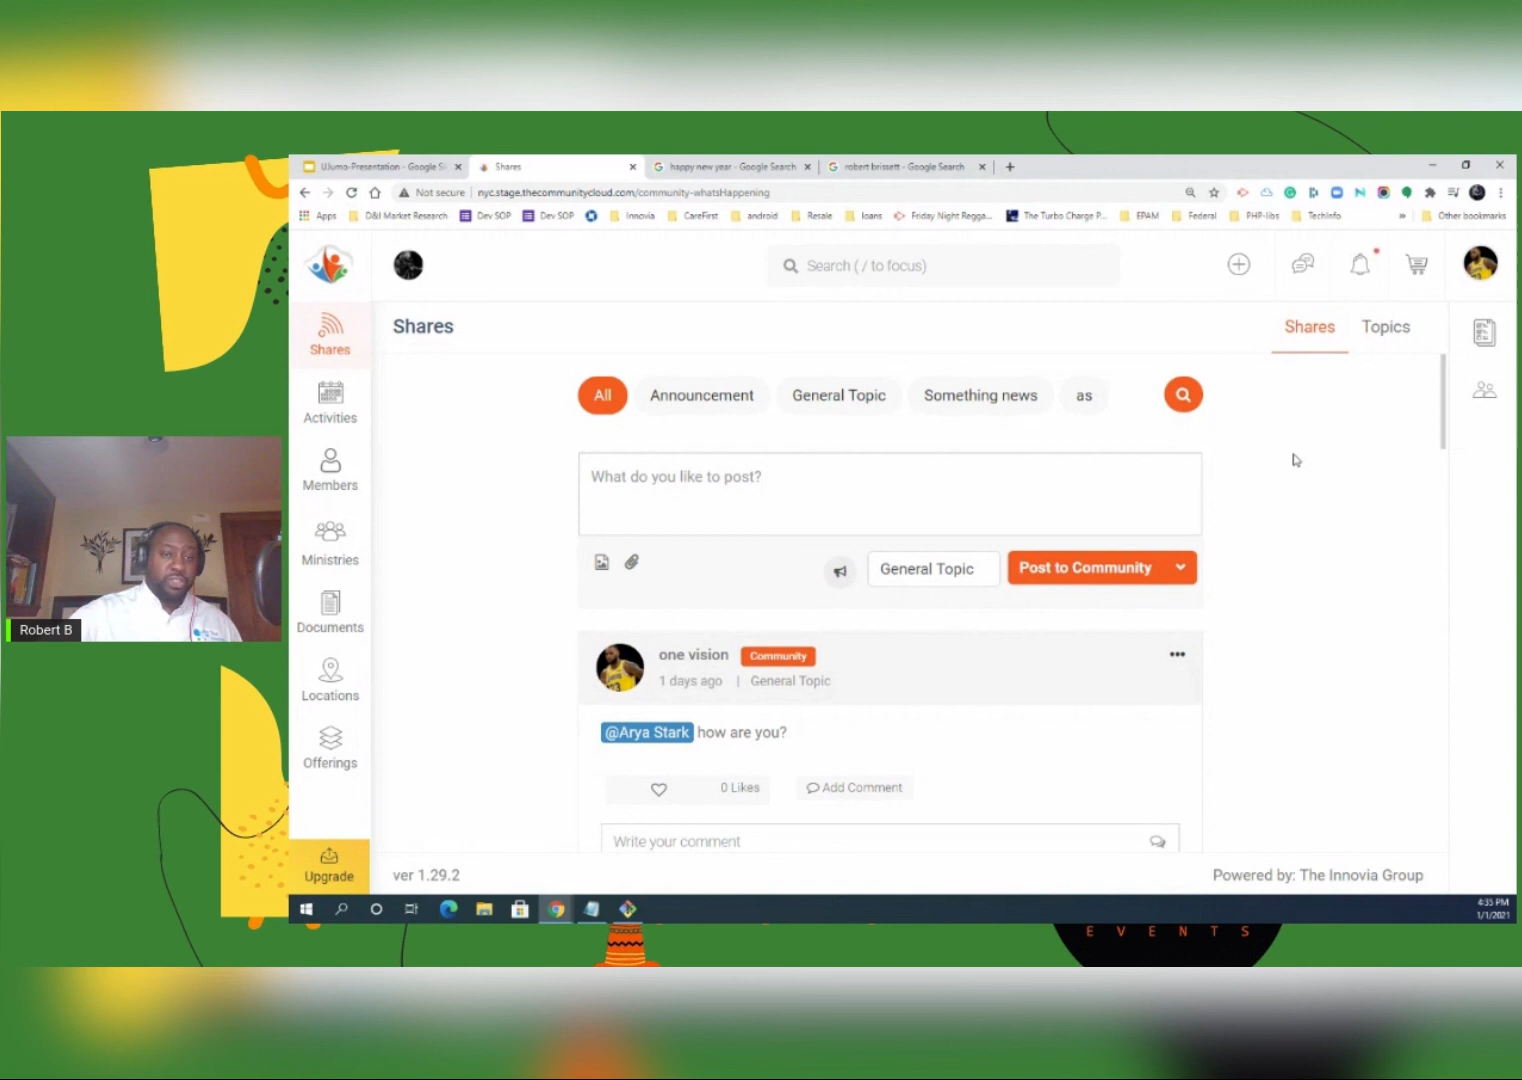 Shares
happy new year - Google Search
robert brissett - Google Search
Not secure
nyc.stage.thecommunitycloud.com/community-whatsHappening
Apps
D&I Market Research
Dev SOP
Dev SOP
Innovia
CareFirst
android
Resale
loans
Friday Night Regga...
The Turbo Charge P...
EPAM
Federal
PHP-libs
TechInfo
»
Other bookmarks
Search ( / to focus)
Shares
Shares
Topics
Shares
Activities
Members
Ministries
Documents
Locations
Offerings
Upgrade
All
Announcement
General Topic
Something news
as
What do you like to post?
General Topic
Post to Community
one vision
Community
1 days ago | General Topic
@Arya Stark how are you?
0 Likes
Add Comment
Write your comment
ver 1.29.2
Powered by: The Innovia Group
4:35 PM
1/1/2021
Robert B
EVENTS